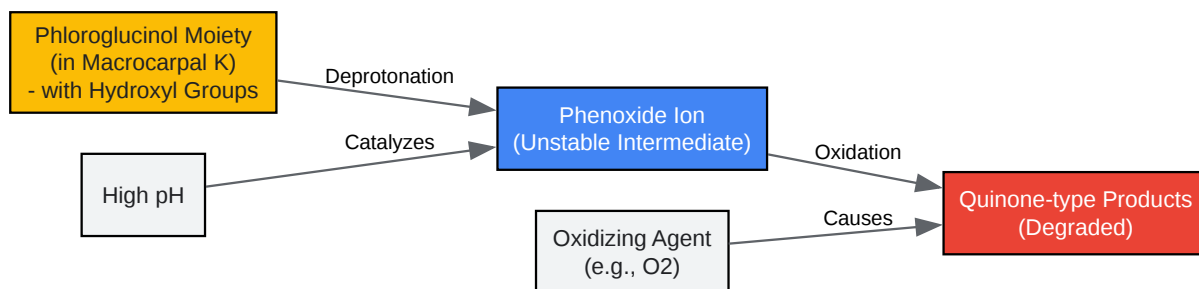 Phloroglucinol Moiety
(in Macrocarpal K)
- with Hydroxyl Groups
Deprotonation
High pH
Catalyzes
Phenoxide Ion
(Unstable Intermediate)
Oxidation
Oxidizing Agent
(e.g., O2)
Causes
Quinone-type Products
(Degraded)